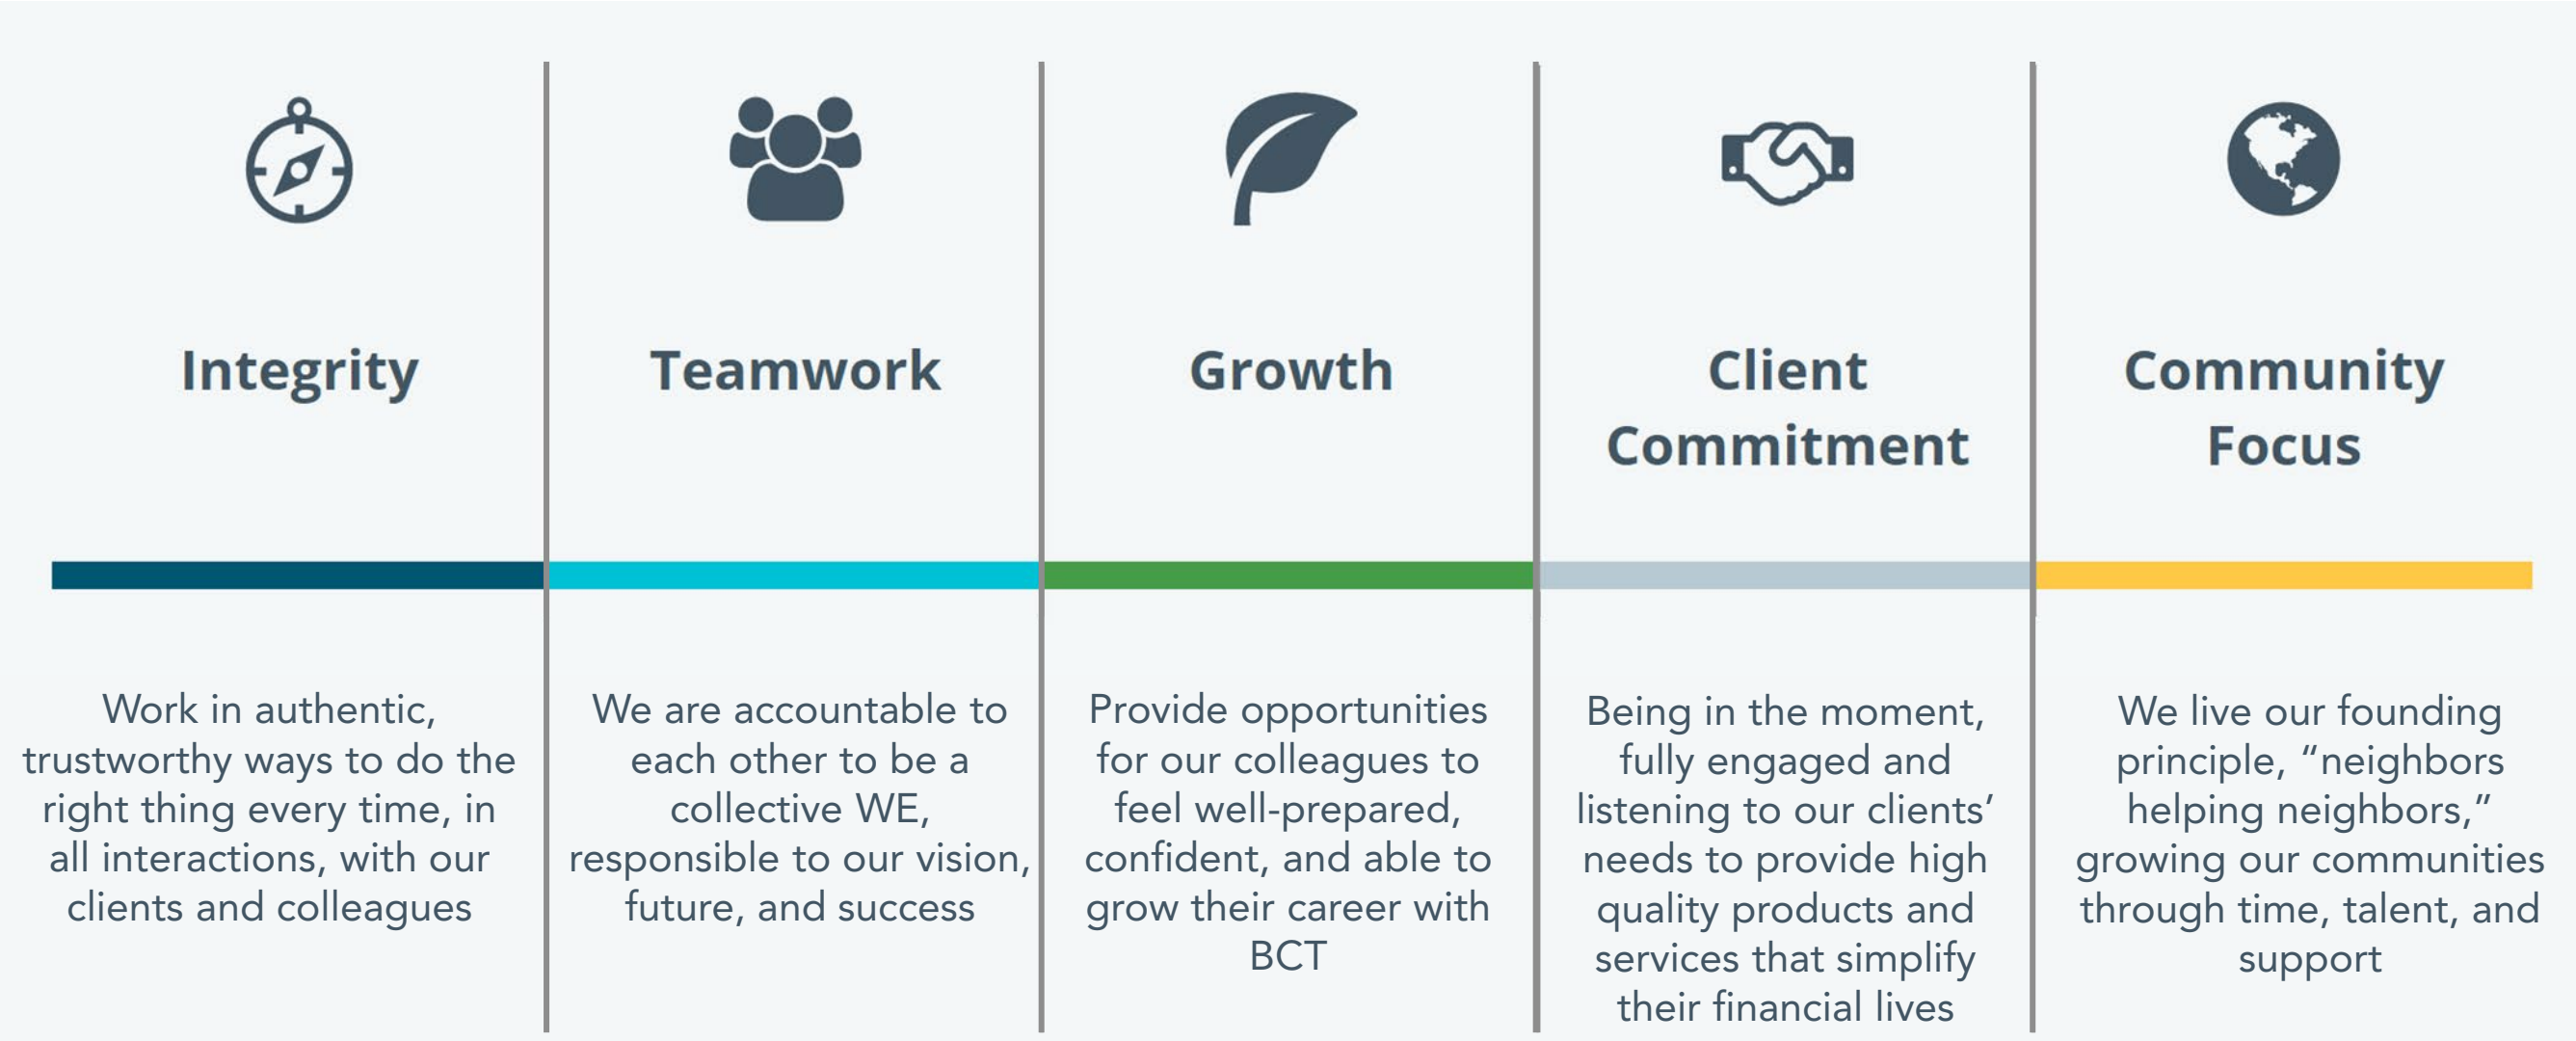 Integrity
Work in authentic,
trustworthy ways to do the
right thing every time, in
all interactions, with our
clients and colleagues
Teamwork
We are accountable to
each other to be a
collective WE,
responsible to our vision,
future, and success
Growth
Provide opportunities
for our colleagues to
feel well-prepared,
confident, and able to
grow their career with
BCT
Client
Commitment
Being in the moment,
fully engaged and
listening to our clients’
needs to provide high
quality products and
services that simplify
their financial lives
Community
Focus
We live our founding
principle, “neighbors
helping neighbors,”
growing our communities
through time, talent, and
support